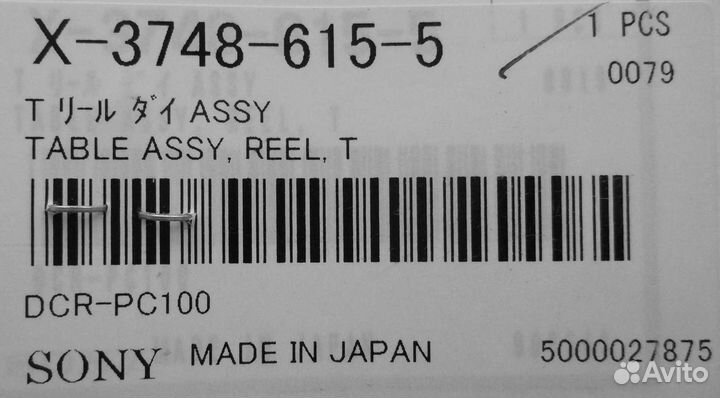 X-3748-615-5
1 PCS
0079
T ﾘｰﾙ ﾀﾞｲ ASSY
TABLE ASSY, REEL, T
DCR-PC100
SONY MADE IN JAPAN 5000027875
Avito